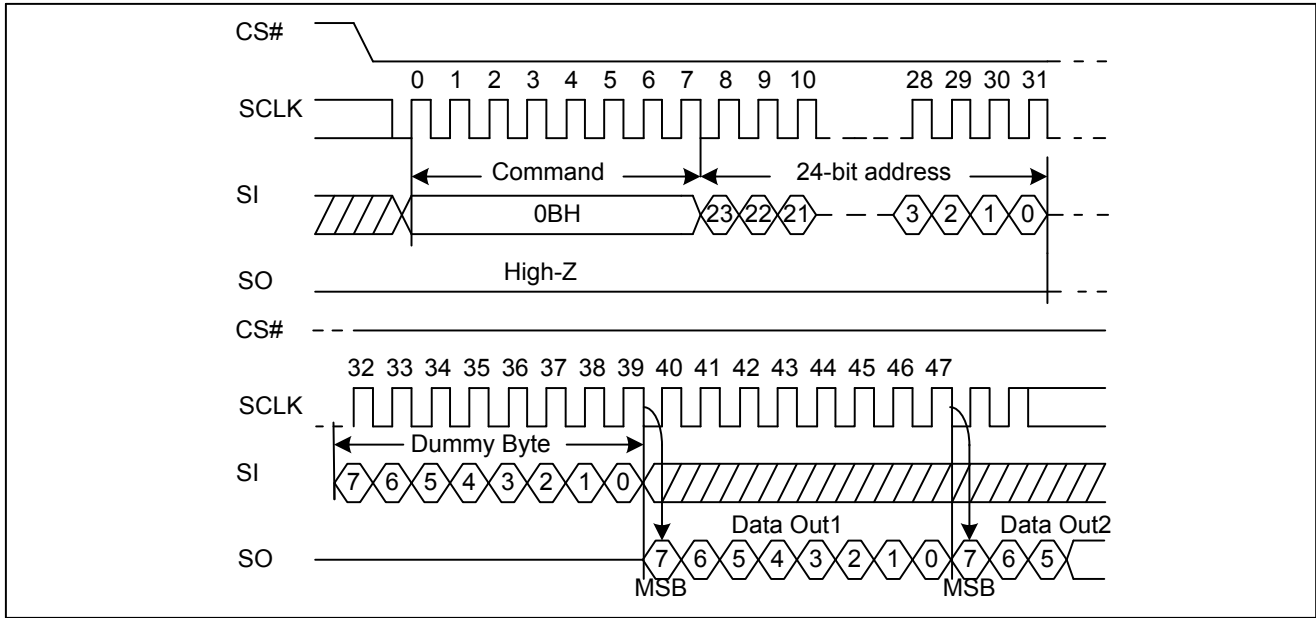 CS#
0 1 2 3 4 5 6 7 8 9 10 28 29 30 31
SCLK
Command 24-bit address
SI
0BH 23 22 21 3 2 1 0
High-Z
SO
CS#
32 33 34 35 36 37 38 39 40 41 42 43 44 45 46 47
SCLK
Dummy Byte
SI
7 6 5 4 3 2 1 0
Data Out1 Data Out2
SO
7 6 5 4 3 2 1 0 7 6 5
MSB MSB